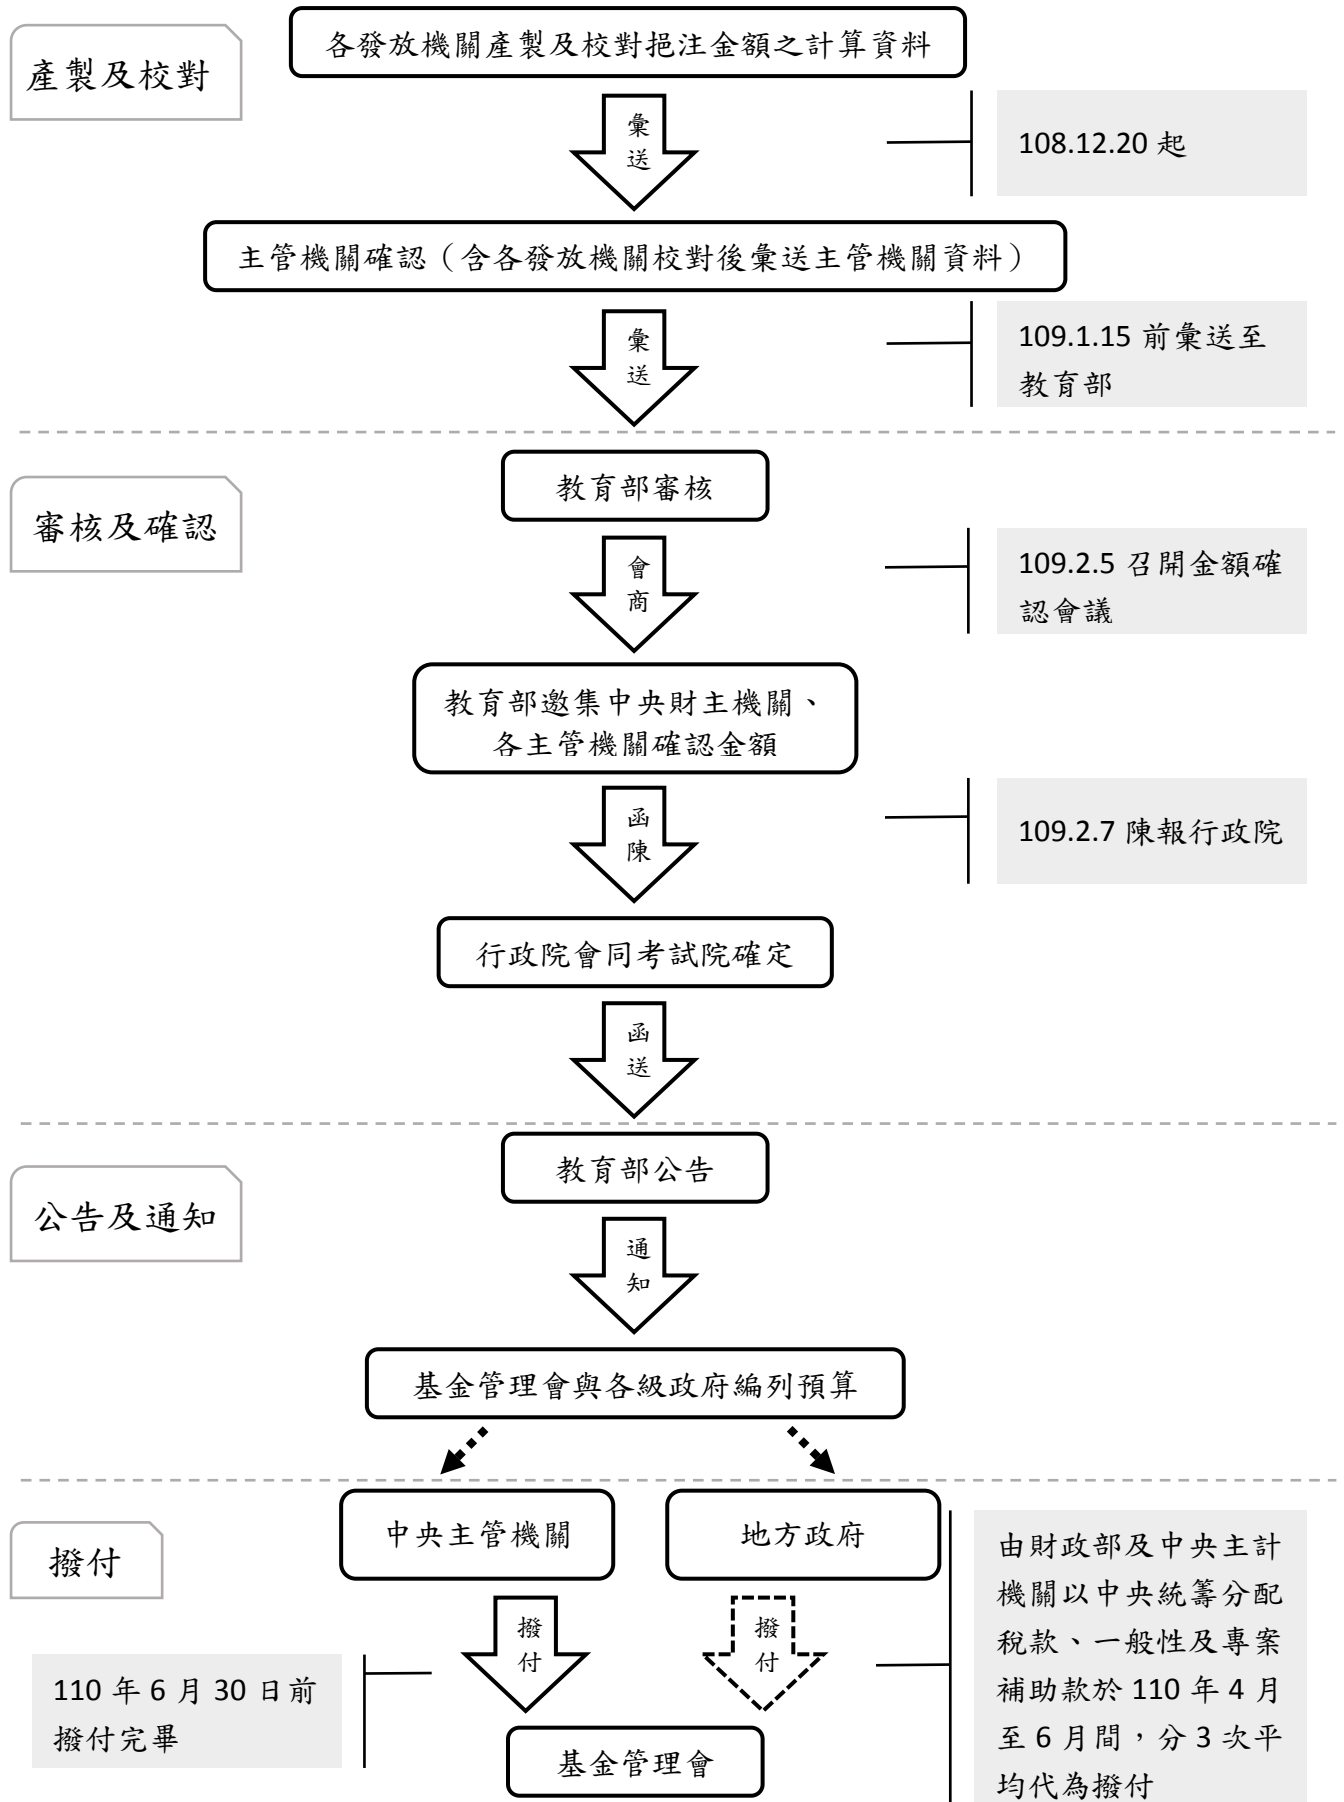 各發放機關產製及校對挹注金額之計算資料
產製及校對
彙
送
108.12.20 起
主管機關確認（含各發放機關校對後彙送主管機關資料）
彙
送
109.1.15 前彙送至
教育部
教育部審核
審核及確認
會
商
109.2.5 召開金額確
認會議
教育部邀集中央財主機關、
各主管機關確認金額
函
陳
109.2.7 陳報行政院
行政院會同考試院確定
函
送
教育部公告
公告及通知
通
知
基金管理會與各級政府編列預算
撥付
中央主管機關
地方政府
撥
付
撥
付
110 年 6 月 30 日前
撥付完畢
由財政部及中央主計
機關以中央統籌分配
稅款、一般性及專案
補助款於 110 年 4 月
至 6 月間，分 3 次平
均代為撥付
基金管理會